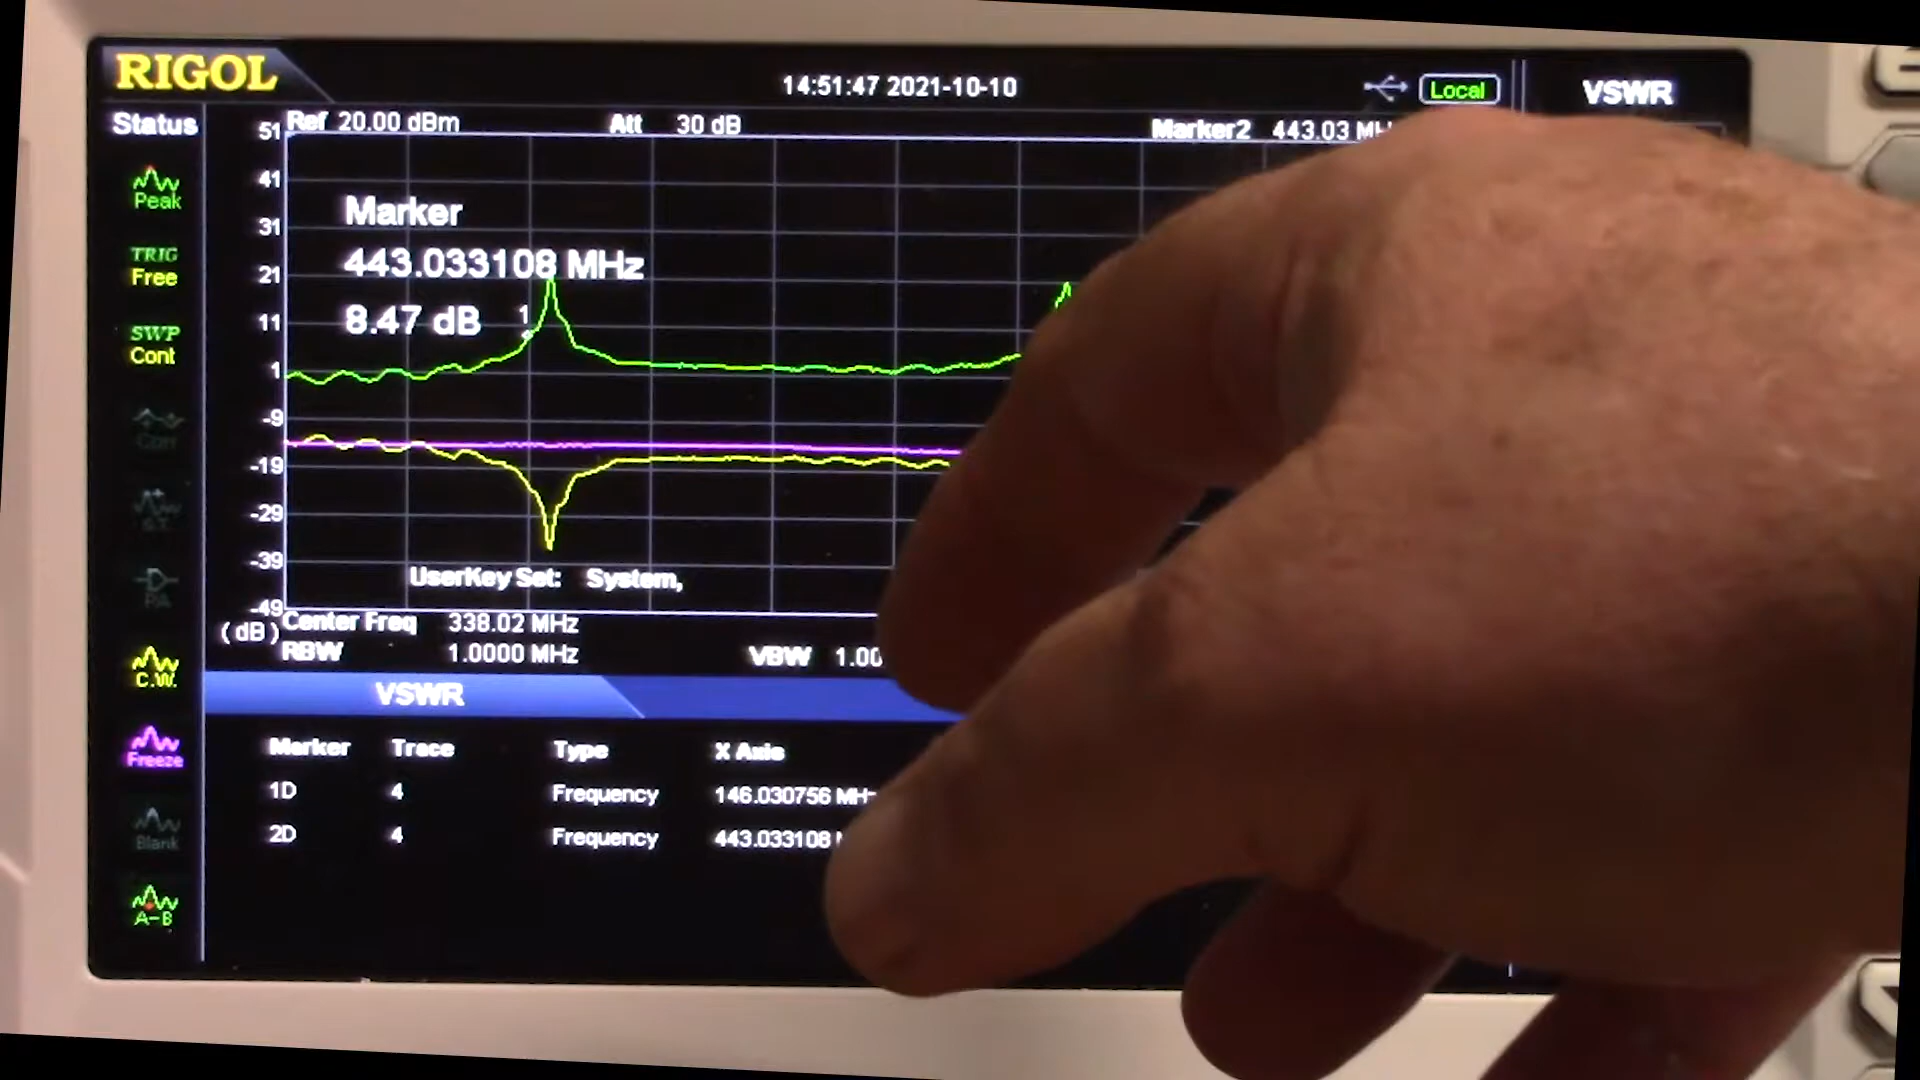 RIGOL
14:51:47 2021-10-10
Local
VSWR
Status
Ref 20.00 dBm
Att 30 dB
Marker2 443.03
51
41
31
21
11
1
-9
-19
-29
-39
-49
(dB)
Peak
TRIG
Free
SWP
Cont
Corr
S.T.
PA
C.W.
Freeze
Blank
A-B
Marker
443.033108 MHz
8.47 dB
1
UserKey Set: System,
Center Freq 338.02 MHz
RBW 1.0000 MHz
VBW 1.00
VSWR
Marker Trace Type X Axis
1D 4 Frequency 146.030756
2D 4 Frequency 443.033108